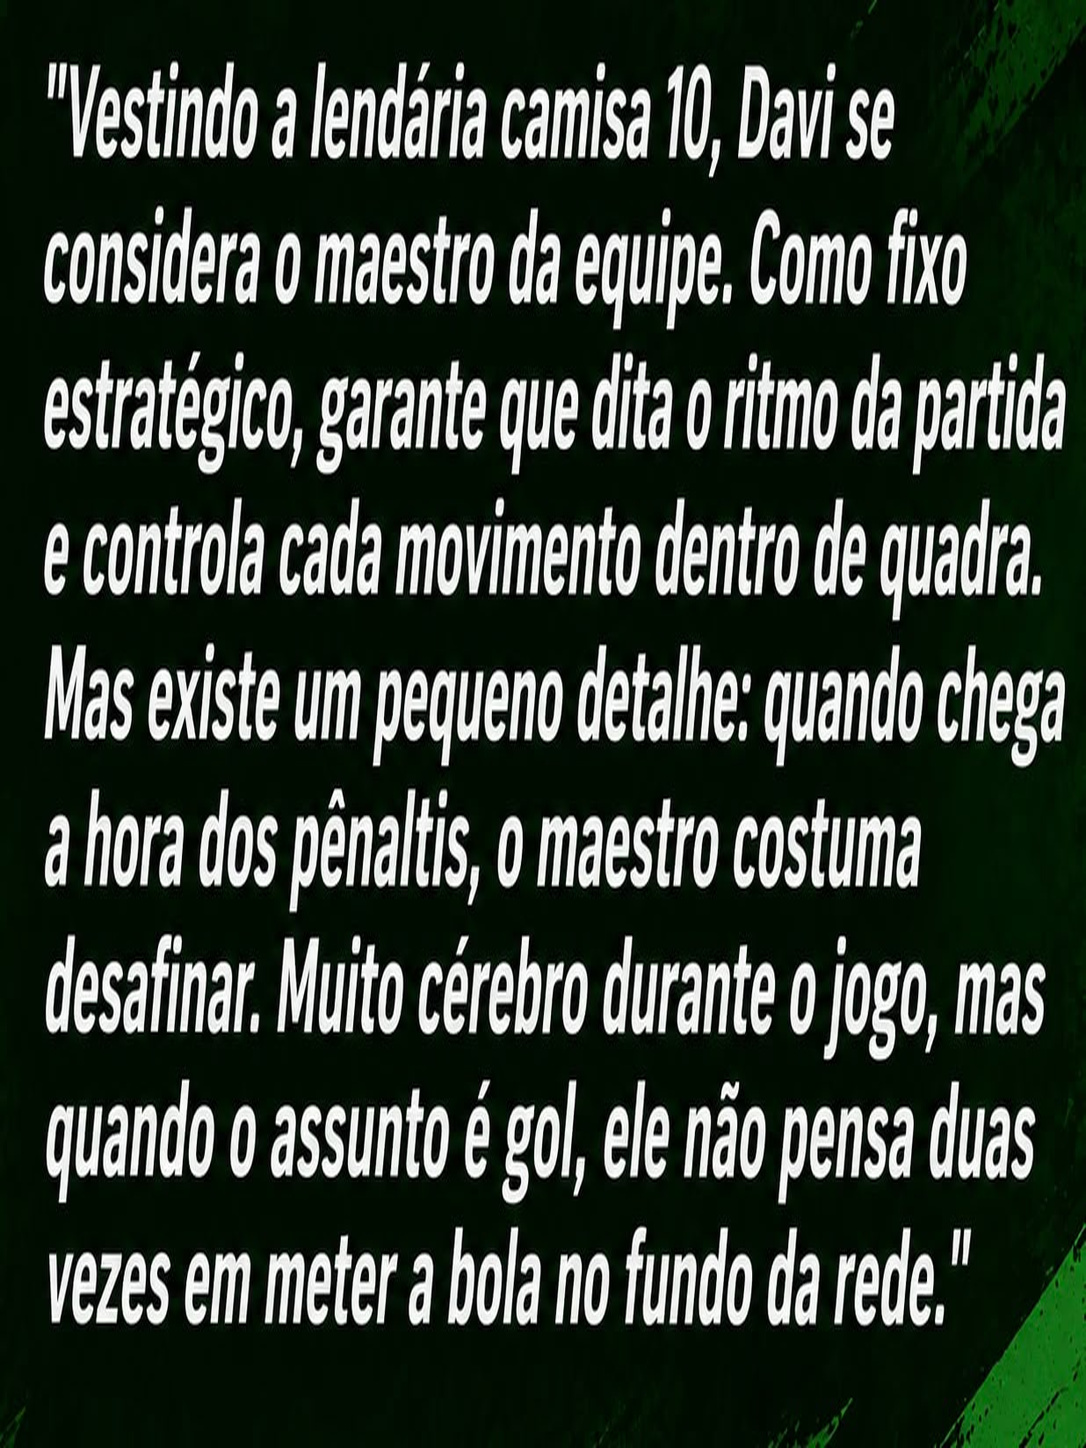 "Vestindo a lendária camisa 10, Davi se
considera o maestro da equipe. Como fixo
estratégico, garante que dita o ritmo da partida
e controla cada movimento dentro de quadra.
Mas existe um pequeno detalhe: quando chega
a hora dos pênaltis, o maestro costuma
desafinar. Muito cérebro durante o jogo, mas
quando o assunto é gol, ele não pensa duas
vezes em meter a bola no fundo da rede."